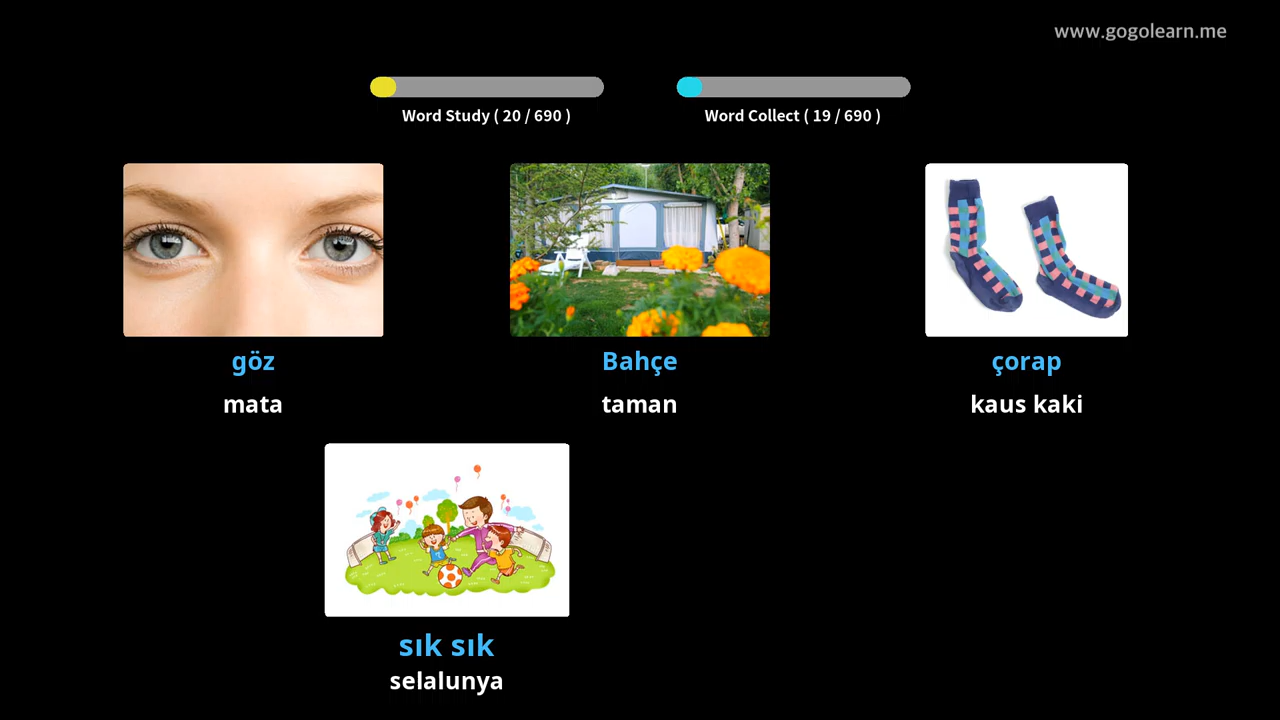 www.gogolearn.me
Word Study ( 20 / 690 )
Word Collect ( 19 / 690 )
göz
Bahçe
çorap
mata
taman
kaus kaki
sık sık
selalunya